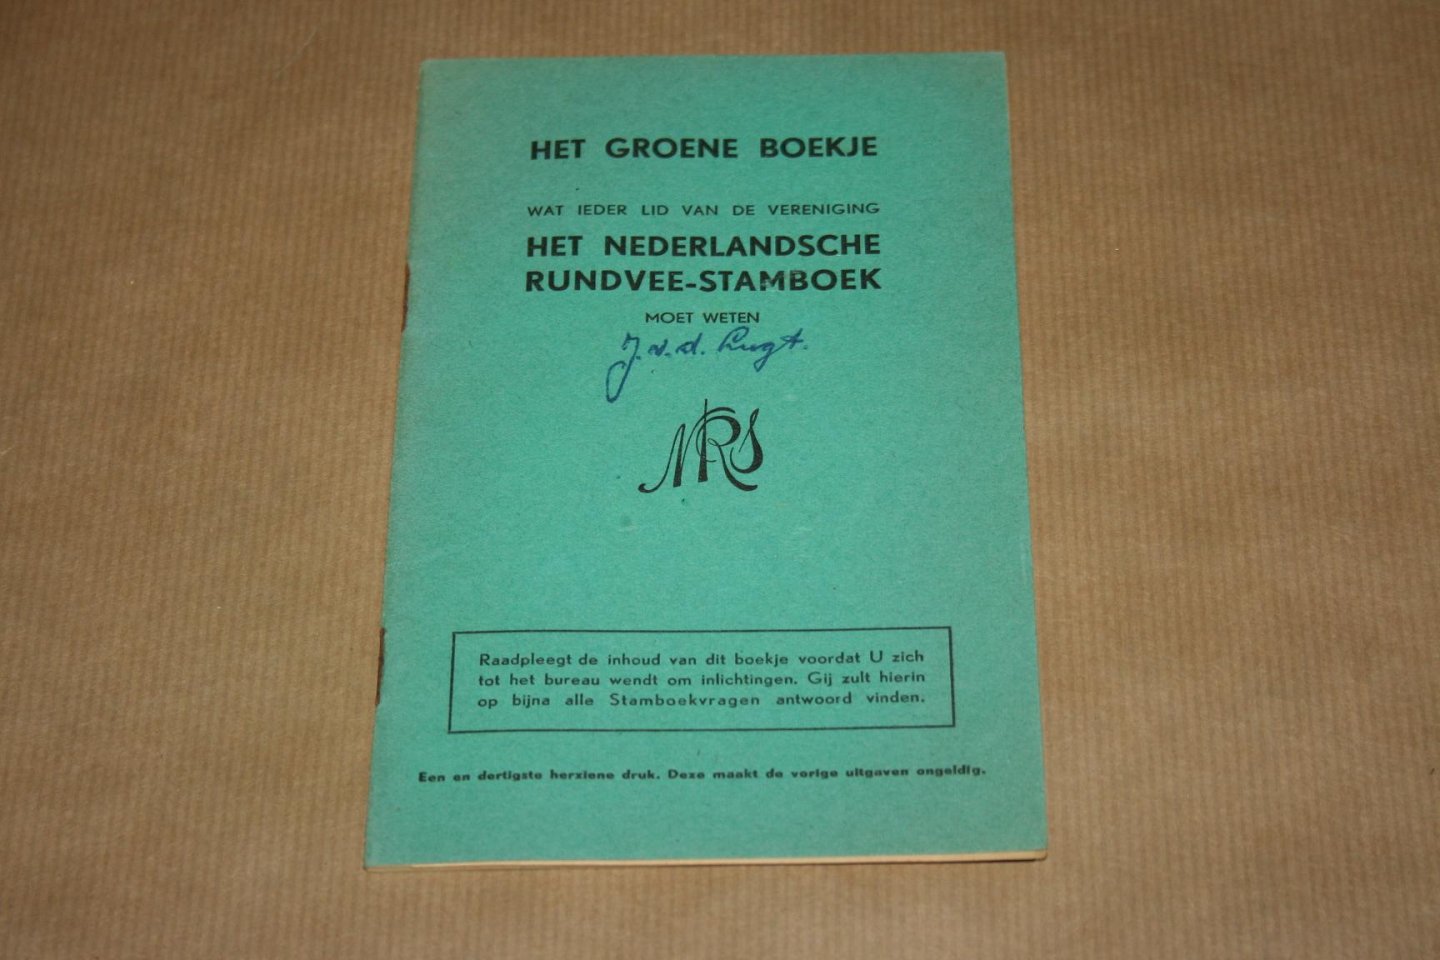 HET GROENE BOEKJE
WAT IEDER LID VAN DE VERENIGING
HET NEDERLANDSCHE
RUNDVEE-STAMBOEK
MOET WETEN
J. v. d. Lugt.
NRS
Raadpleegt de inhoud van dit boekje voordat U zich
tot het bureau wendt om inlichtingen. Gij zult hierin
op bijna alle Stamboekvragen antwoord vinden.
Een en dertigste herziene druk. Deze maakt de vorige uitgaven ongeldig.